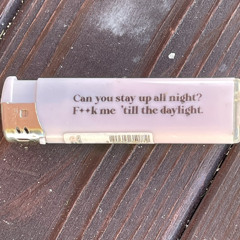 Can you stay up all night?
F**k me 'till the daylight.